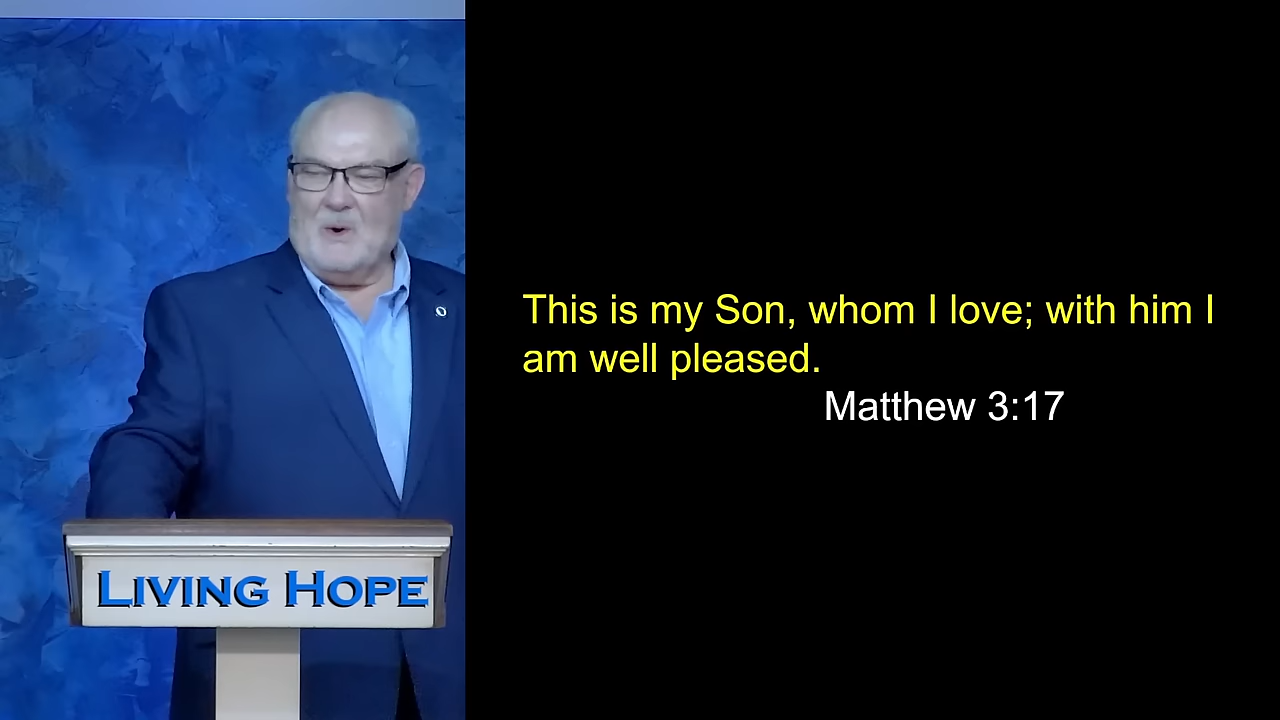 This is my Son, whom I love; with him I
am well pleased.
Matthew 3:17
LIVING HOPE